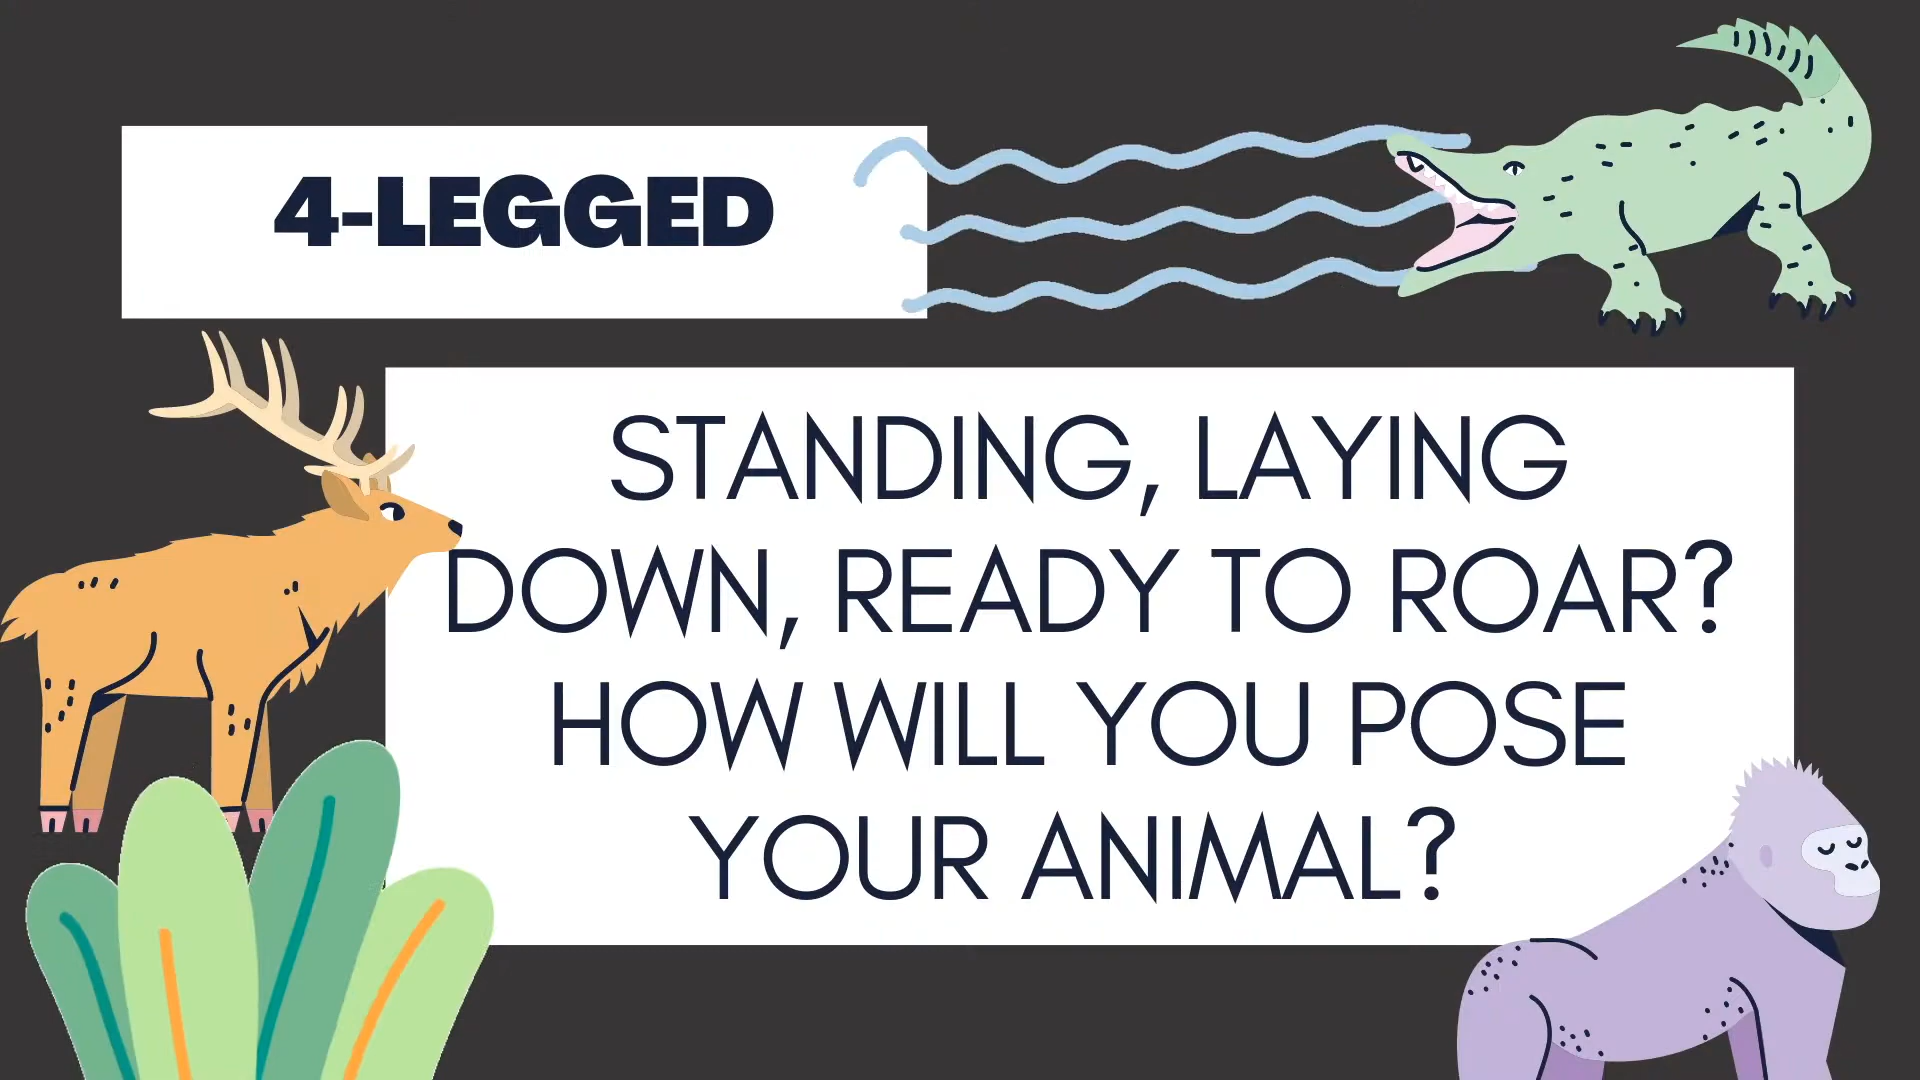 4-LEGGED
STANDING, LAYING
DOWN, READY TO ROAR?
HOW WILL YOU POSE
YOUR ANIMAL?